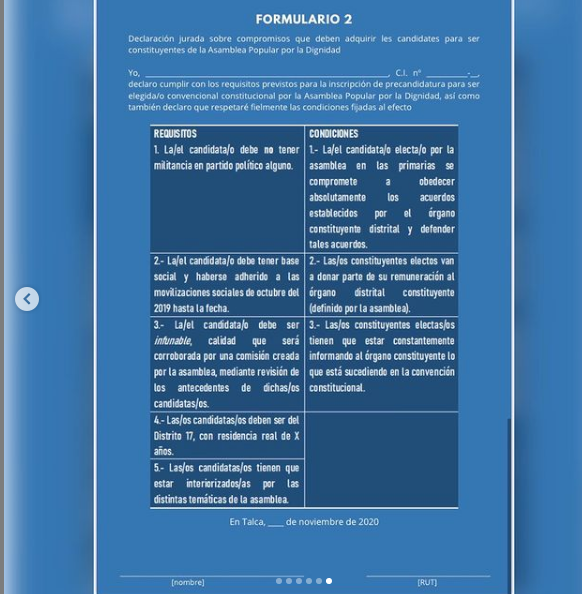 FORMULARIO 2
Declaración jurada sobre compromisos que deben adquirir les candidates para ser
constituyentes de la Asamblea Popular por la Dignidad
Yo, ______________________________________________, C.I. nº ________-__,
declaro cumplir con los requisitos previstos para la inscripción de precandidatura para ser
elegida/o convencional constitucional por la Asamblea Popular por la Dignidad, así como
también declaro que respetaré fielmente las condiciones fijadas al efecto
REQUISITOS
1. La/el candidata/o debe no tener
militancia en partido político alguno.
CONDICIONES
1.- La/el candidata/o electa/o por la
asamblea en las primarias se
compromete a obedecer
absolutamente los acuerdos
establecidos por el órgano
constituyente distrital y defender
tales acuerdos.
2.- La/el candidata/o debe tener base
social y haberse adherido a las
movilizaciones sociales de octubre del
2019 hasta la fecha.
2.- Las/os constituyentes electos van
a donar parte de su remuneración al
órgano distrital constituyente
(definido por la asamblea).
3.- La/el candidata/o debe ser
infunable, calidad que será
corroborada por una comisión creada
por la asamblea, mediante revisión de
los antecedentes de dichas/os
candidatas/os.
3.- Las/os constituyentes electas/os
tienen que estar constantemente
informando al órgano constituyente lo
que está sucediendo en la convención
constitucional.
4.- Las/os candidatas/os deben ser del
Distrito 17, con residencia real de X
años.
5.- Las/os candidatas/os tienen que
estar interiorizados/as por las
distintas temáticas de la asamblea.
En Talca, ____ de noviembre de 2020
[nombre]
[RUT]